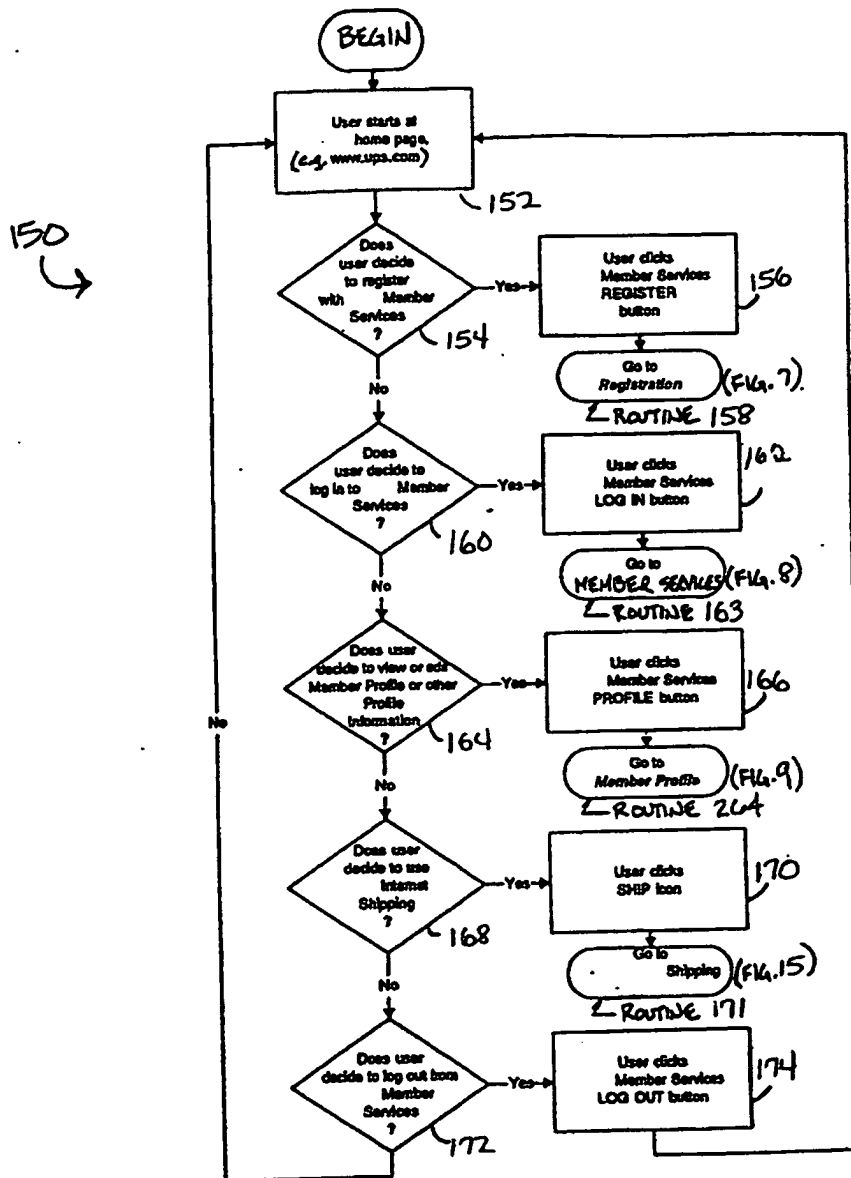 BEGIN
User starts at
home page,
(e.g. www.ups.com)
152
150
Does
user decide
to register
with Member
Services
?
154
Yes
User clicks
Member Services
REGISTER
button
156
Go to
Registration
(FIG. 7).
ROUTINE 158
No
Does
user decide to
log in to Member
Services
?
160
Yes
User clicks
Member Services
LOG IN button
162
Go to
MEMBER SERVICES (FIG. 8)
ROUTINE 163
No
Does user
decide to view or edit
Member Profile or other
Profile
Information
?
164
Yes
User clicks
Member Services
PROFILE button
166
Go to
Member Profile
(FIG. 9)
ROUTINE 264
No
No
Does user
decide to use
Internet
Shipping
?
168
Yes
User clicks
SHIP icon
170
Go to
Shipping
(FIG. 15)
ROUTINE 171
No
Does user
decide to log out from
Member
Services
?
172
Yes
User clicks
Member Services
LOG OUT button
174